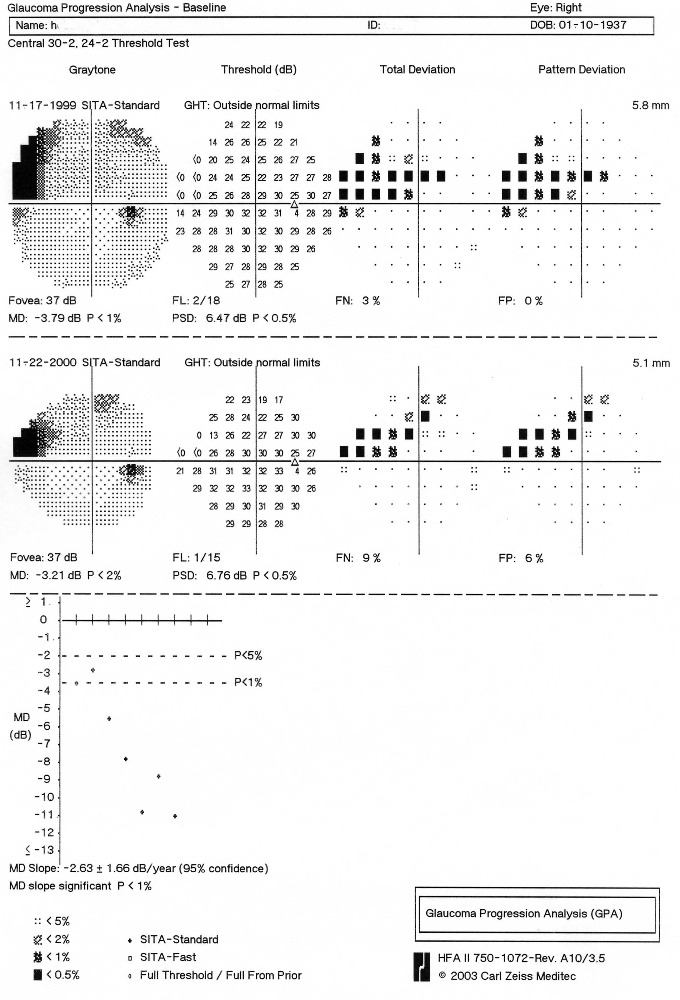 Glaucoma Progression Analysis - Baseline Eye: Right
Name: h ID: DOB: 01-10-1937
Central 30-2, 24-2 Threshold Test
Graytone Threshold (dB) Total Deviation Pattern Deviation
11-17-1999 SITA-Standard GHT: Outside normal limits 5.8 mm
24 22 22 19
14 26 26 25 22 21
<0 20 25 24 25 26 27 25
<0 <0 24 24 25 22 23 27 27 28
<0 <0 25 26 28 29 30 25 30 27
14 24 29 30 32 32 31 4 28 29
23 28 28 31 30 32 30 29 28 26
28 28 28 30 32 30 29 26
29 27 28 29 28 25
25 27 28 25
Fovea: 37 dB FL: 2/18 FN: 3 % FP: 0 %
MD: -3.79 dB P < 1% PSD: 6.47 dB P < 0.5%
11-22-2000 SITA-Standard GHT: Outside normal limits 5.1 mm
22 23 19 17
25 28 24 22 25 30
0 13 26 22 27 27 30 30
<0 <0 26 28 30 30 30 25 27
21 28 31 31 32 32 33 4 26
29 32 32 33 32 30 30 26
28 29 30 31 29 30
29 29 28 28
Fovea: 37 dB FL: 1/15 FN: 9 % FP: 6 %
MD: -3.21 dB P < 2% PSD: 6.76 dB P < 0.5%
≥ 1
0
-1
-2 P<5%
-3
P<1%
-4
-5
MD
-6
(dB)
-7
-8
-9
-10
-11
-12
≤ -13
MD Slope: -2.63 ± 1.66 dB/year (95% confidence)
MD slope significant P < 1%
Glaucoma Progression Analysis (GPA)
:: < 5%
< 2% SITA-Standard
< 1% SITA-Fast HFA II 750-1072-Rev. A10/3.5
< 0.5% Full Threshold / Full From Prior © 2003 Carl Zeiss Meditec